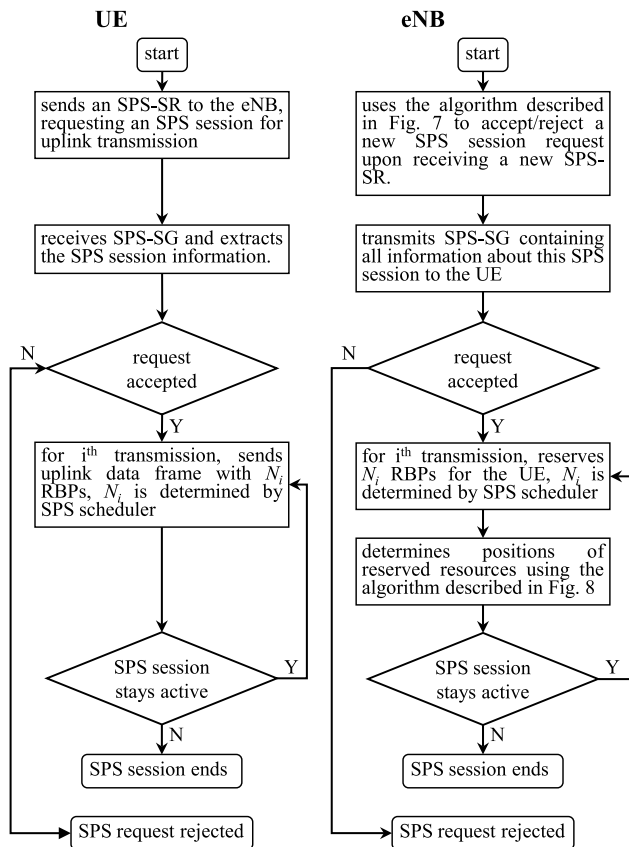 UE
start
sends an SPS-SR to the eNB,
requesting an SPS session for
uplink transmission
receives SPS-SG and extracts
the SPS session information.
N
request
accepted
Y
for iᵗʰ transmission, sends
uplink data frame with Nᵢ
RBPs, Nᵢ is determined by
SPS scheduler
SPS session
stays active
Y
N
SPS session ends
SPS request rejected
eNB
start
uses the algorithm described
in Fig. 7 to accept/reject a
new SPS session request
upon receiving a new SPS-
SR.
transmits SPS-SG containing
all information about this SPS
session to the UE
N
request
accepted
Y
for iᵗʰ transmission, reserves
Nᵢ RBPs for the UE, Nᵢ is
determined by SPS scheduler
determines positions of
reserved resources using the
algorithm described in Fig. 8
SPS session
stays active
Y
N
SPS session ends
SPS request rejected